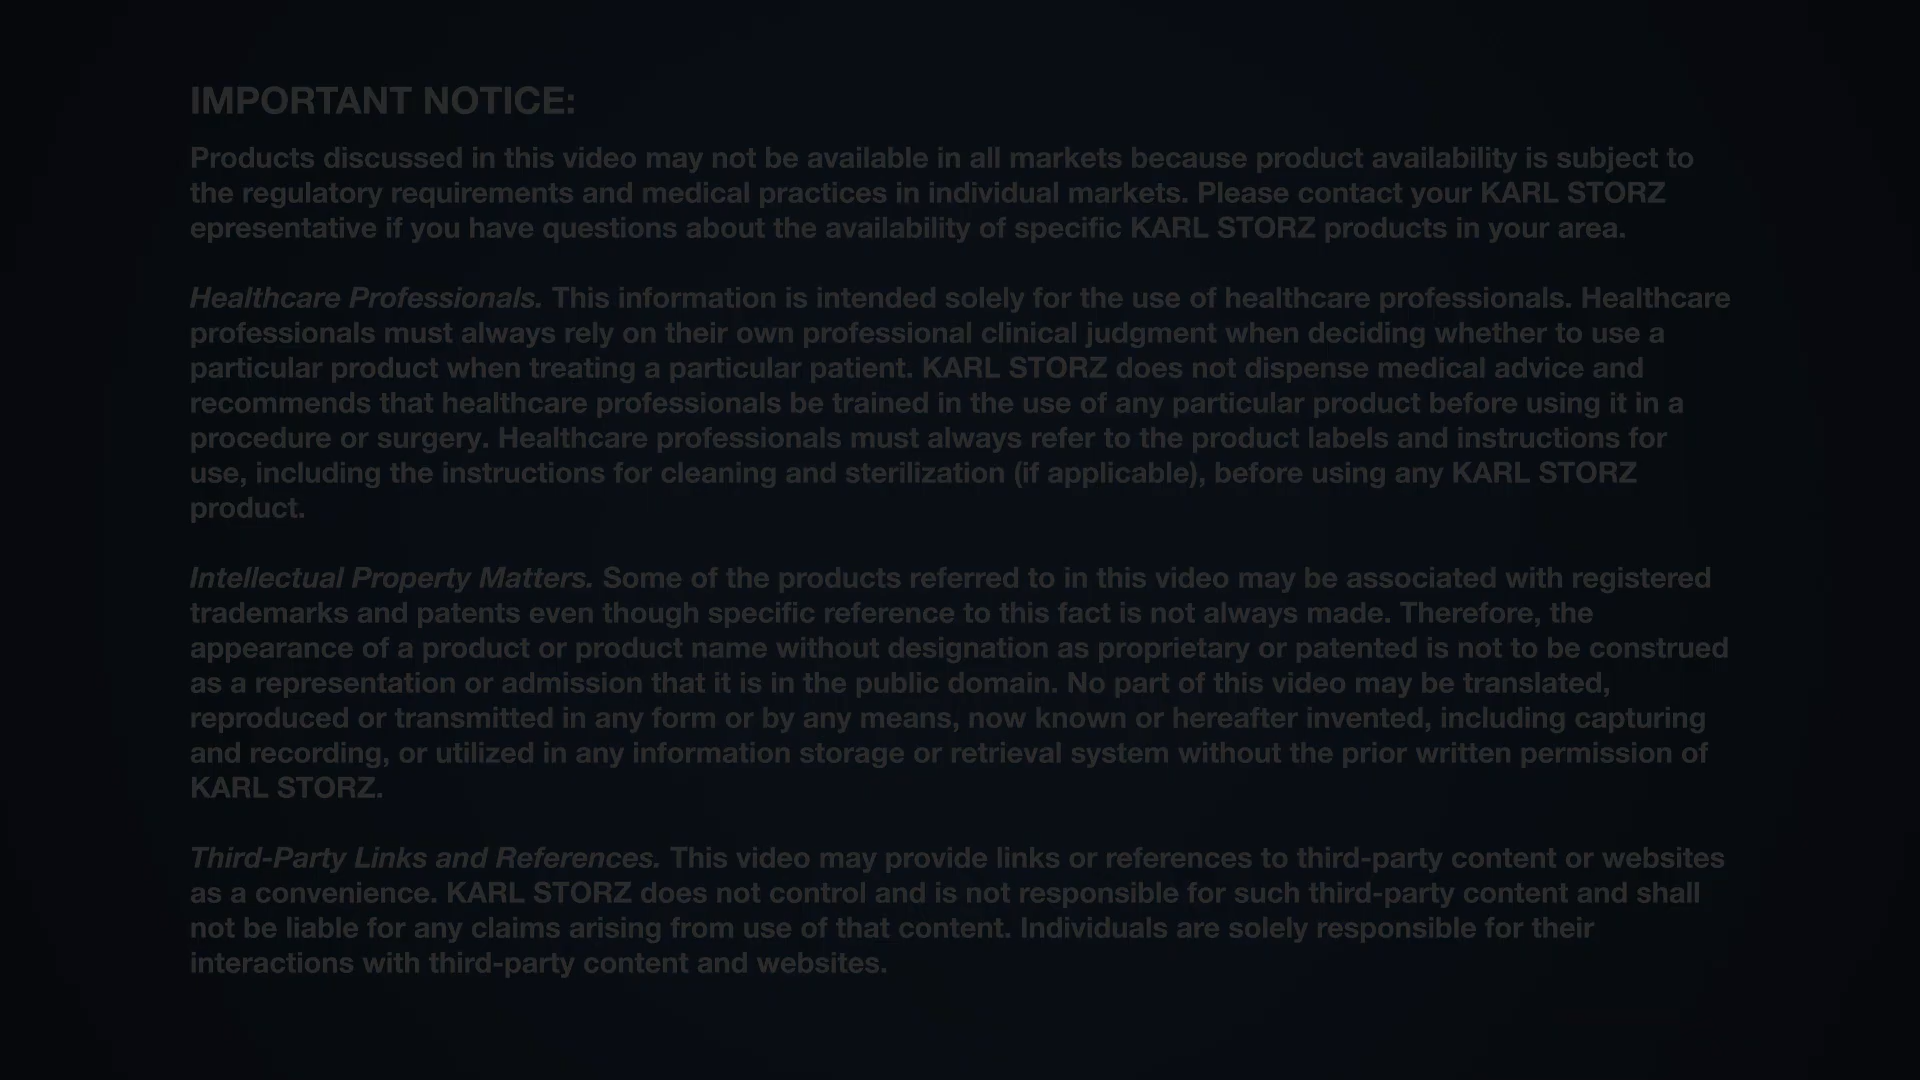 IMPORTANT NOTICE:
Products discussed in this video may not be available in all markets because product availability is subject to
the regulatory requirements and medical practices in individual markets. Please contact your KARL STORZ
epresentative if you have questions about the availability of specific KARL STORZ products in your area.
Healthcare Professionals. This information is intended solely for the use of healthcare professionals. Healthcare
professionals must always rely on their own professional clinical judgment when deciding whether to use a
particular product when treating a particular patient. KARL STORZ does not dispense medical advice and
recommends that healthcare professionals be trained in the use of any particular product before using it in a
procedure or surgery. Healthcare professionals must always refer to the product labels and instructions for
use, including the instructions for cleaning and sterilization (if applicable), before using any KARL STORZ
product.
Intellectual Property Matters. Some of the products referred to in this video may be associated with registered
trademarks and patents even though specific reference to this fact is not always made. Therefore, the
appearance of a product or product name without designation as proprietary or patented is not to be construed
as a representation or admission that it is in the public domain. No part of this video may be translated,
reproduced or transmitted in any form or by any means, now known or hereafter invented, including capturing
and recording, or utilized in any information storage or retrieval system without the prior written permission of
KARL STORZ.
Third-Party Links and References. This video may provide links or references to third-party content or websites
as a convenience. KARL STORZ does not control and is not responsible for such third-party content and shall
not be liable for any claims arising from use of that content. Individuals are solely responsible for their
interactions with third-party content and websites.